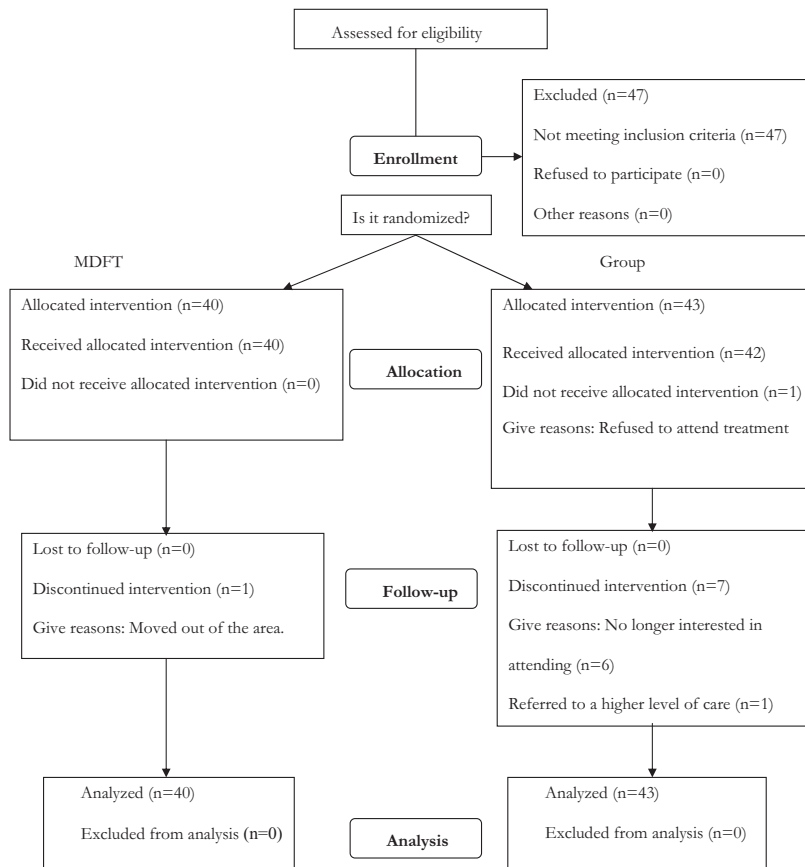 Assessed for eligibility
Excluded (n=47)
Not meeting inclusion criteria (n=47)
Refused to participate (n=0)
Other reasons (n=0)
Enrollment
Is it randomized?
MDFT
Group
Allocated intervention (n=40)
Received allocated intervention (n=40)
Did not receive allocated intervention (n=0)
Allocation
Allocated intervention (n=43)
Received allocated intervention (n=42)
Did not receive allocated intervention (n=1)
Give reasons: Refused to attend treatment
Lost to follow-up (n=0)
Discontinued intervention (n=1)
Give reasons: Moved out of the area.
Follow-up
Lost to follow-up (n=0)
Discontinued intervention (n=7)
Give reasons: No longer interested in
attending (n=6)
Referred to a higher level of care (n=1)
Analyzed (n=40)
Excluded from analysis (n=0)
Analysis
Analyzed (n=43)
Excluded from analysis (n=0)